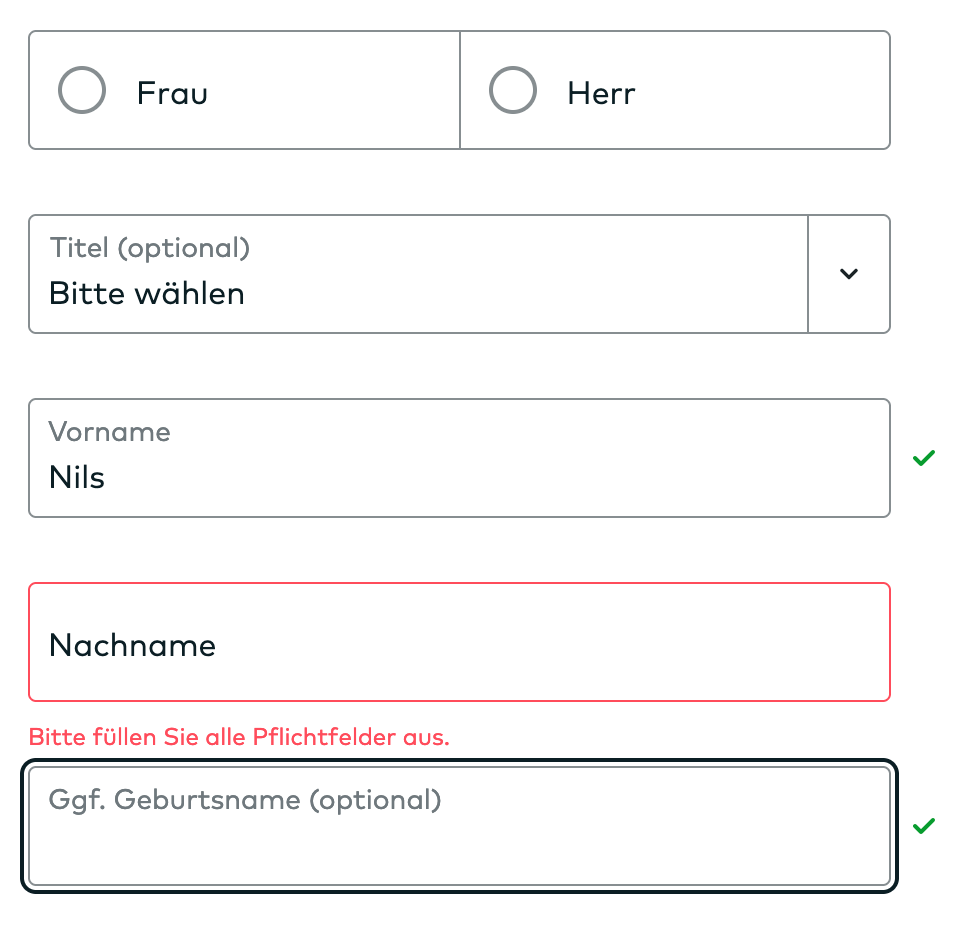 Frau Herr
Titel (optional)
Bitte wählen
Vorname
Nils
Nachname
Bitte füllen Sie alle Pflichtfelder aus.
Ggf. Geburtsname (optional)